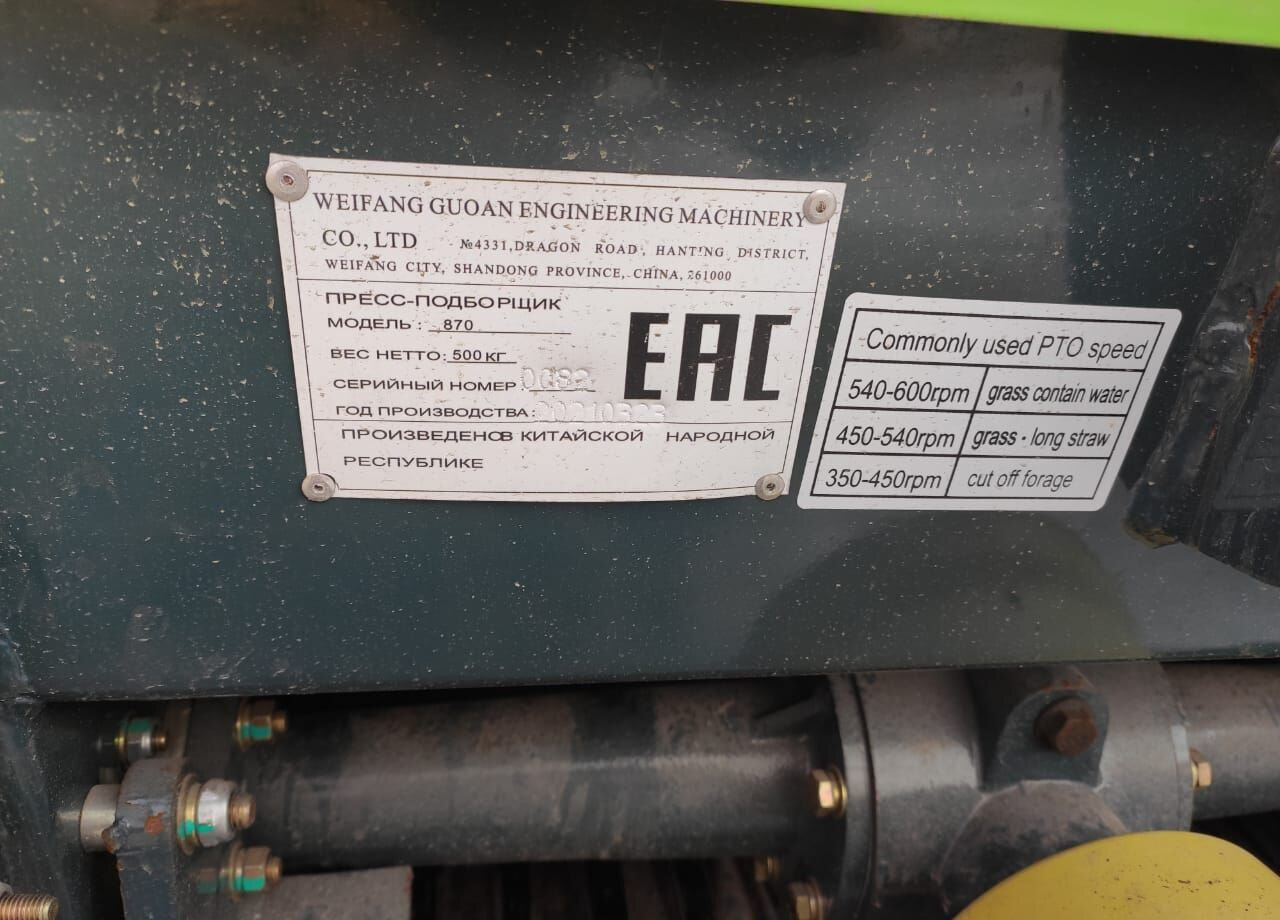 WEIFANG GUOAN ENGINEERING MACHINERY
CO., LTD №4331, DRAGON ROAD, HANTING DISTRICT,
WEIFANG CITY, SHANDONG PROVINCE, CHINA, 261000
ПРЕСС-ПОДБОРЩИК
МОДЕЛЬ: 870
ВЕС НЕТТО: 500 КГ
СЕРИЙНЫЙ НОМЕР
ГОД ПРОИЗВОДСТВА: 20210323
ПРОИЗВЕДЕНОВ КИТАЙСКОЙ НАРОДНОЙ
РЕСПУБЛИКЕ
EAC
Commonly used PTO speed
540-600rpm grass contain water
450-540rpm grass · long straw
350-450rpm cut off forage